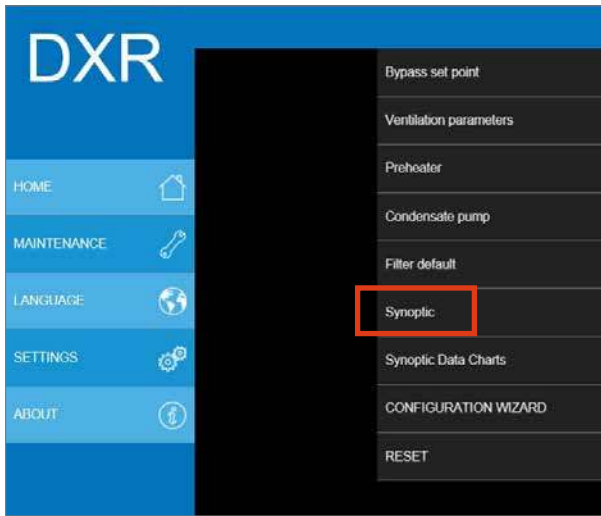 DXR
HOME
MAINTENANCE
LANGUAGE
SETTINGS
ABOUT
Bypass set point
Ventilation parameters
Preheater
Condensate pump
Filter default
Synoptic
Synoptic Data Charts
CONFIGURATION WIZARD
RESET